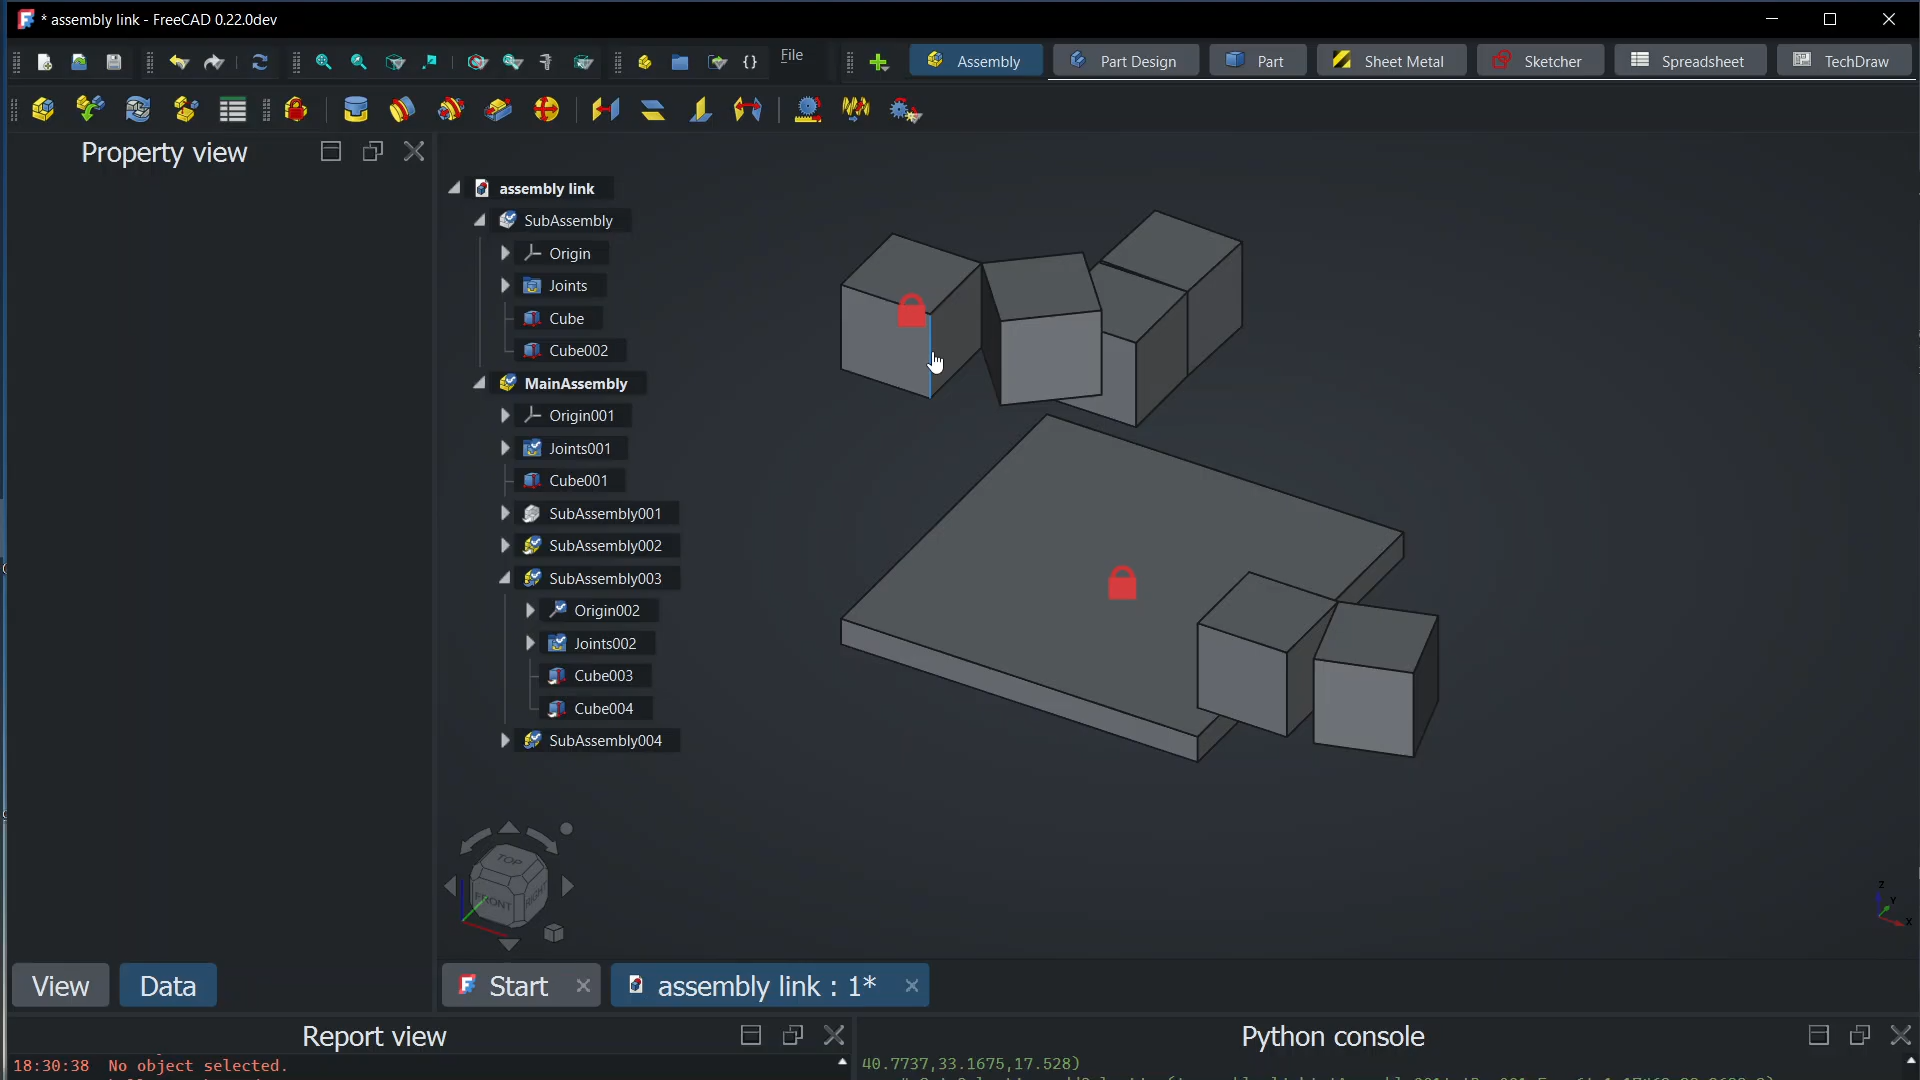 * assembly link - FreeCAD 0.22.0dev
File
Assembly
Part Design
Part
Sheet Metal
Sketcher
Spreadsheet
TechDraw
Property view
assembly link
SubAssembly
Origin
Joints
Cube
Cube002
MainAssembly
Origin001
Joints001
Cube001
SubAssembly001
SubAssembly002
SubAssembly003
Origin002
Joints002
Cube003
Cube004
SubAssembly004
TOP
FRONT
RIGHT
Z
Y
X
View
Data
Start
assembly link : 1*
Report view
Python console
18:30:38 No object selected.
40.7737,33.1675,17.528)